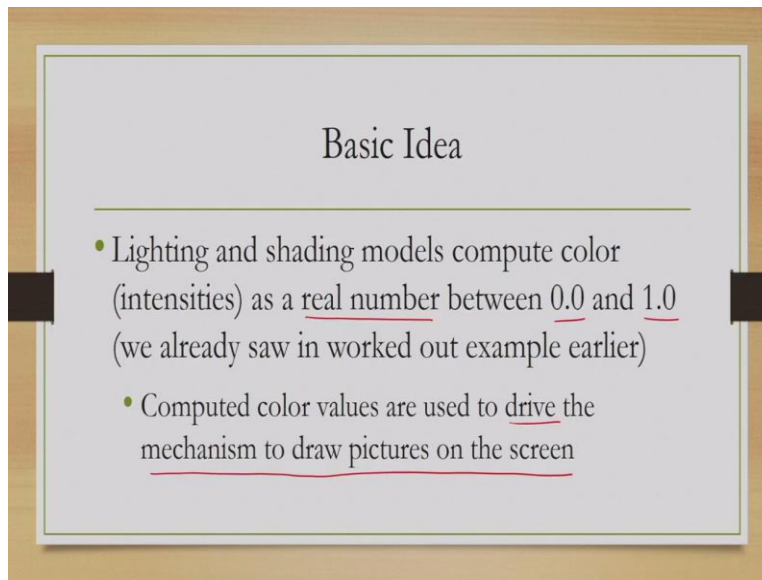 Basic Idea
• Lighting and shading models compute color
(intensities) as a real number between 0.0 and 1.0
(we already saw in worked out example earlier)
• Computed color values are used to drive the
mechanism to draw pictures on the screen